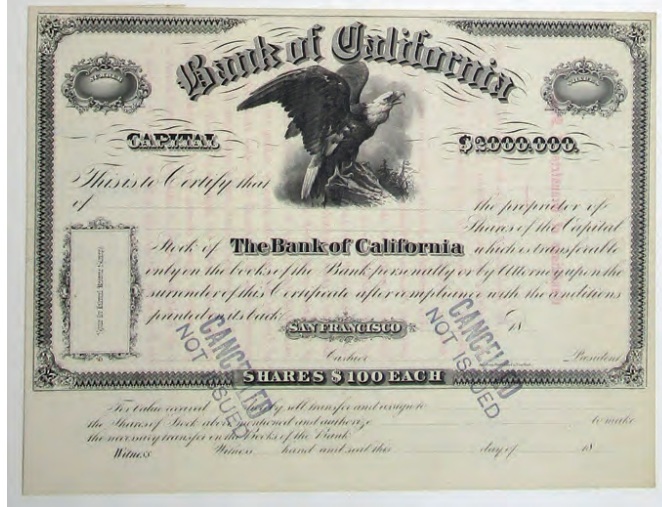 Bank of California
CAPITAL $2000,000,
This is to Certify that
of the proprietor of
Shares of the Capital
Stock of The Bank of California which is transferable
only on the books of the Bank personally or by Attorney upon the
surrender of this Certificate after compliance with the conditions
printed on its back.
SAN FRANCISCO 18
Cashier President
SHARES $100 EACH
CANCELLED
NOT ISSUED
CANCELLED
NOT ISSUED
For Value received hereby sell transfer and assign to
the Shares of Stock above mentioned and authorize to make
the necessary transfer on the Books of the Bank
Witness hand and seal this day of 18
Witness